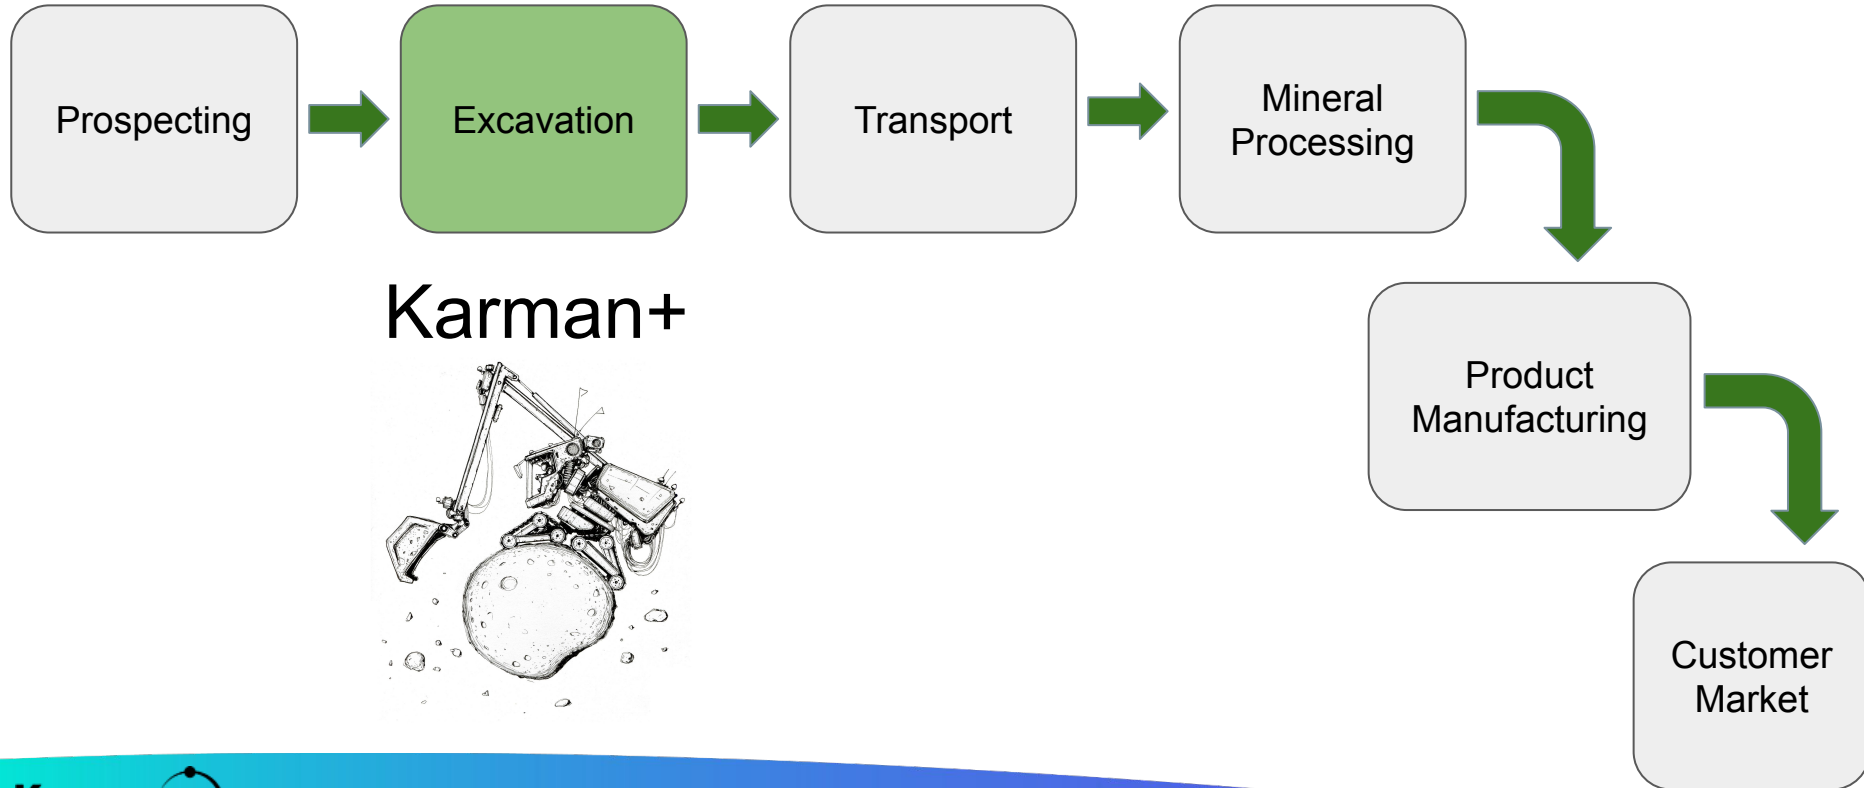 Prospecting
Excavation
Transport
Mineral
Processing
Karman+
Product
Manufacturing
Customer
Market